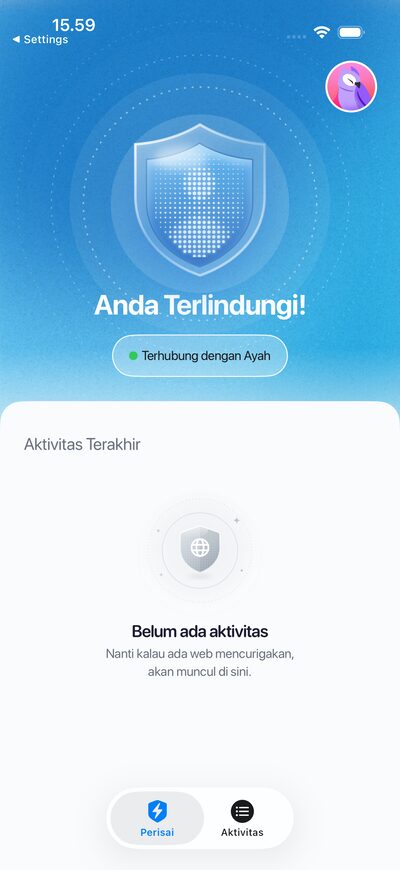 15.59
◀ Settings
Anda Terlindungi!
Terhubung dengan Ayah
Aktivitas Terakhir
Belum ada aktivitas
Nanti kalau ada web mencurigakan,
akan muncul di sini.
Perisai
Aktivitas